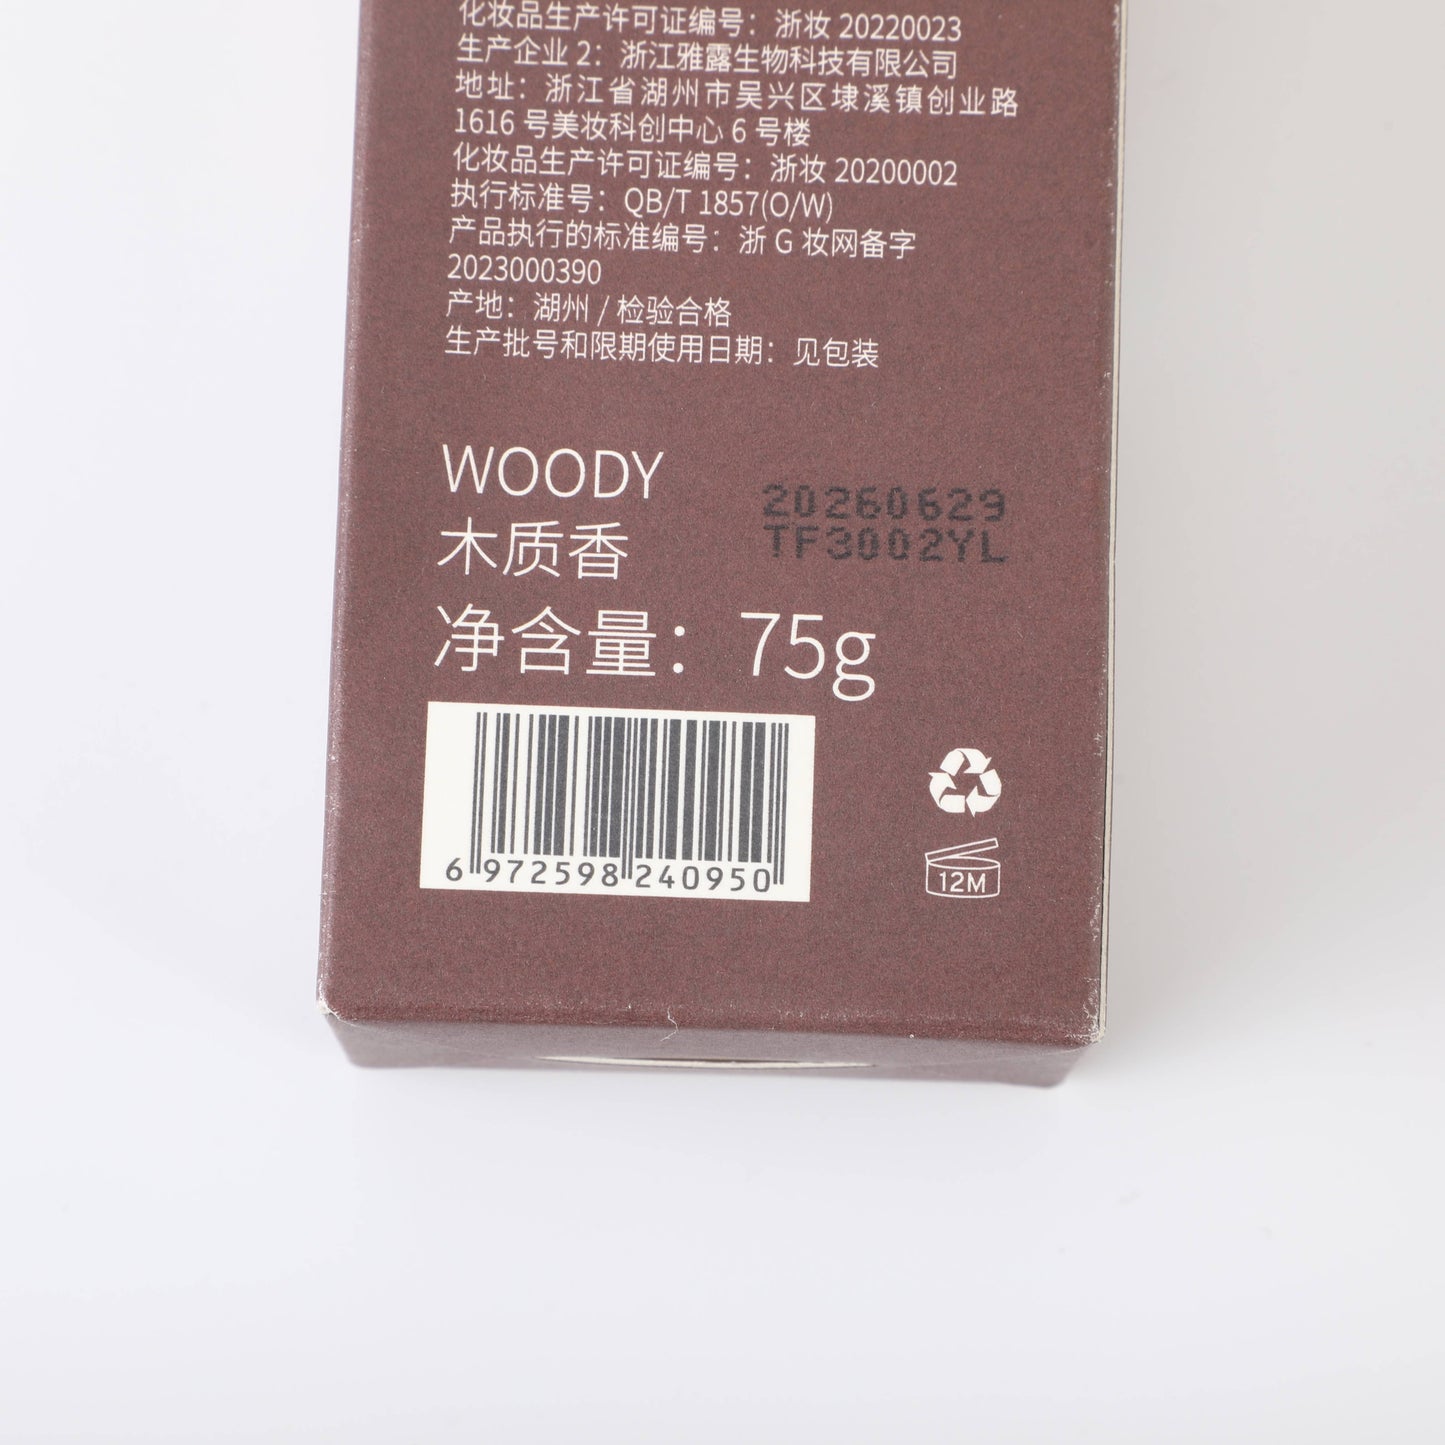 化妆品生产许可证编号：浙妆 20220023
生产企业 2：浙江雅露生物科技有限公司
地址：浙江省湖州市吴兴区埭溪镇创业路
1616 号美妆科创中心 6 号楼
化妆品生产许可证编号：浙妆 20200002
执行标准号：QB/T 1857(O/W)
产品执行的标准编号：浙 G 妆网备字
2023000390
产地：湖州 / 检验合格
生产批号和限期使用日期：见包装
WOODY
木质香
20260629
TF3002YL
净含量：75g
6 972598 240950
12M